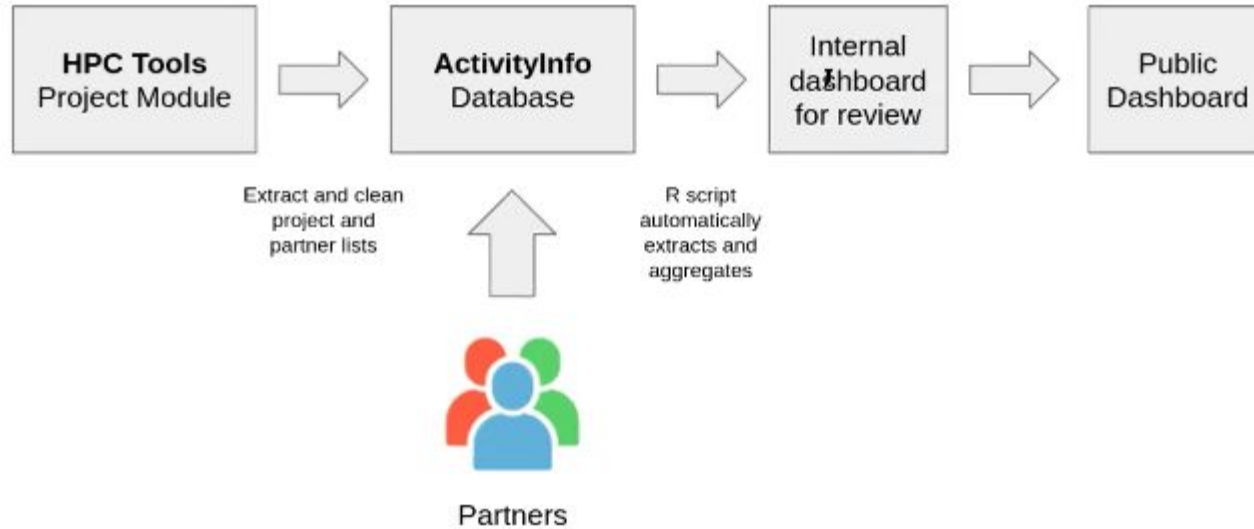 HPC Tools
Project Module
ActivityInfo
Database
Internal
dashboard
for review
Public
Dashboard
Extract and clean
project and
partner lists
R script
automatically
extracts and
aggregates
Partners